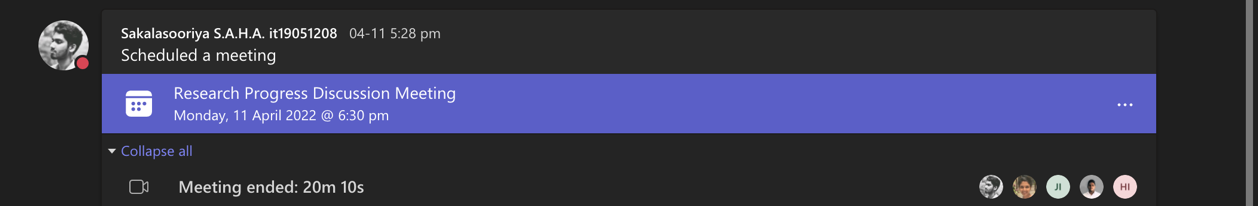 Sakalasooriya S.A.H.A. it19051208 04-11 5:28 pm
Scheduled a meeting
Research Progress Discussion Meeting
Monday, 11 April 2022 @ 6:30 pm
Collapse all
Meeting ended: 20m 10s JI HI